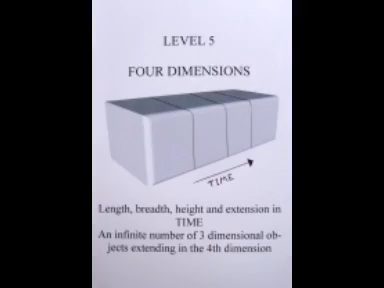 LEVEL 5
FOUR DIMENSIONS
TIME
Length, breadth, height and extension in
TIME
An infinite number of 3 dimensional ob-
jects extending in the 4th dimension